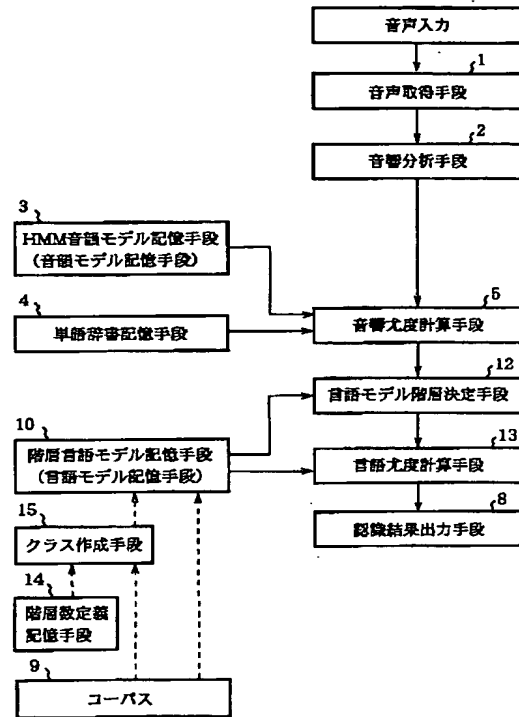 音声入力
1
音声取得手段
2
音響分析手段
3
HMM音韻モデル記憶手段
(音韻モデル記憶手段)
4
単語辞書記憶手段
5
音響尤度計算手段
12
言語モデル階層決定手段
10
階層言語モデル記憶手段
(言語モデル記憶手段)
13
言語尤度計算手段
8
認識結果出力手段
15
クラス作成手段
14
階層数定義
記憶手段
9
コーパス